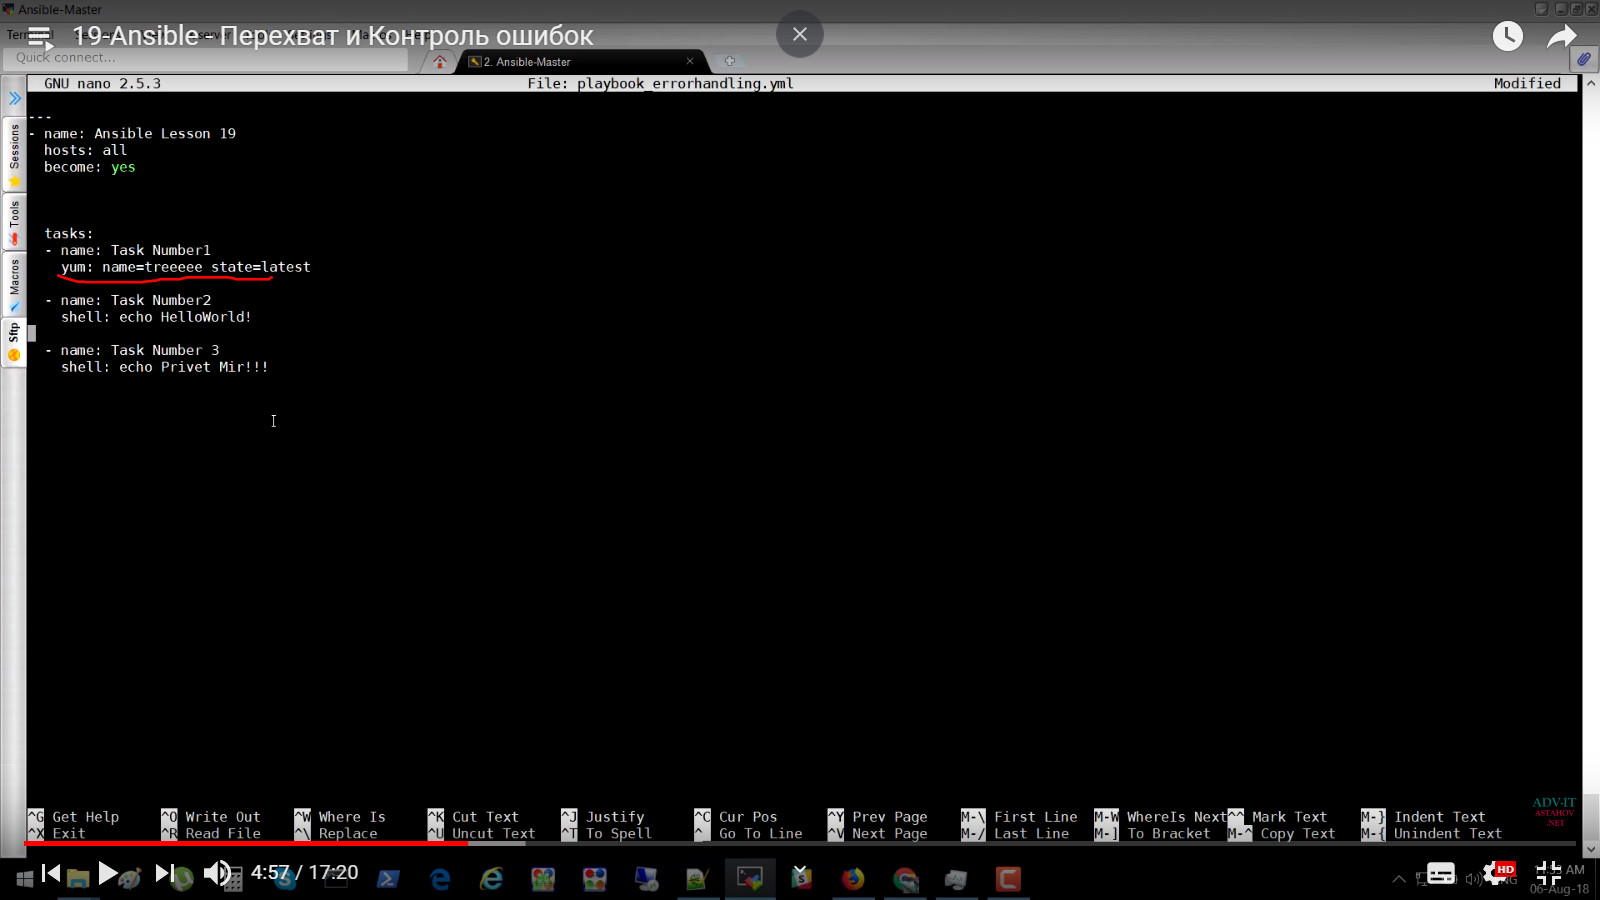 Ansible-Master
19-Ansible - Перехват и Контроль ошибок
Quick connect...
2. Ansible-Master
GNU nano 2.5.3 File: playbook_errorhandling.yml Modified
---
- name: Ansible Lesson 19
hosts: all
become: yes
tasks:
- name: Task Number1
yum: name=treeeee state=latest
- name: Task Number2
shell: echo HelloWorld!
- name: Task Number 3
shell: echo Privet Mir!!!
Sessions
Tools
Macros
Sftp
ADV-IT
ASTAHOV
.NET
^G Get Help ^O Write Out ^W Where Is ^K Cut Text ^J Justify ^C Cur Pos ^Y Prev Page M-\ First Line M-W WhereIs Next ^^ Mark Text M-} Indent Text
^X Exit ^R Read File ^\ Replace ^U Uncut Text ^T To Spell ^_ Go To Line ^V Next Page M-/ Last Line M-] To Bracket M-^ Copy Text M-{ Unindent Text
4:57 / 17:20
HD
06-Aug-18